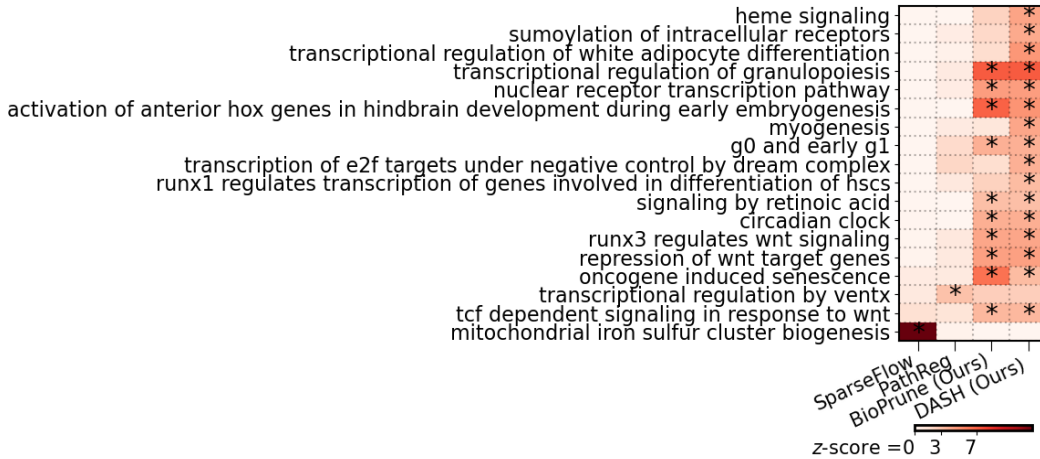 heme signaling *
sumoylation of intracellular receptors *
transcriptional regulation of white adipocyte differentiation *
transcriptional regulation of granulopoiesis * *
nuclear receptor transcription pathway * *
activation of anterior hox genes in hindbrain development during early embryogenesis * *
myogenesis *
g0 and early g1 * *
transcription of e2f targets under negative control by dream complex *
runx1 regulates transcription of genes involved in differentiation of hscs *
signaling by retinoic acid * *
circadian clock * *
runx3 regulates wnt signaling * *
repression of wnt target genes * *
oncogene induced senescence * *
transcriptional regulation by ventx *
tcf dependent signaling in response to wnt * *
mitochondrial iron sulfur cluster biogenesis *
SparseFlow
PathReg
BioPrune (Ours)
DASH (Ours)
z-score =0 3 7